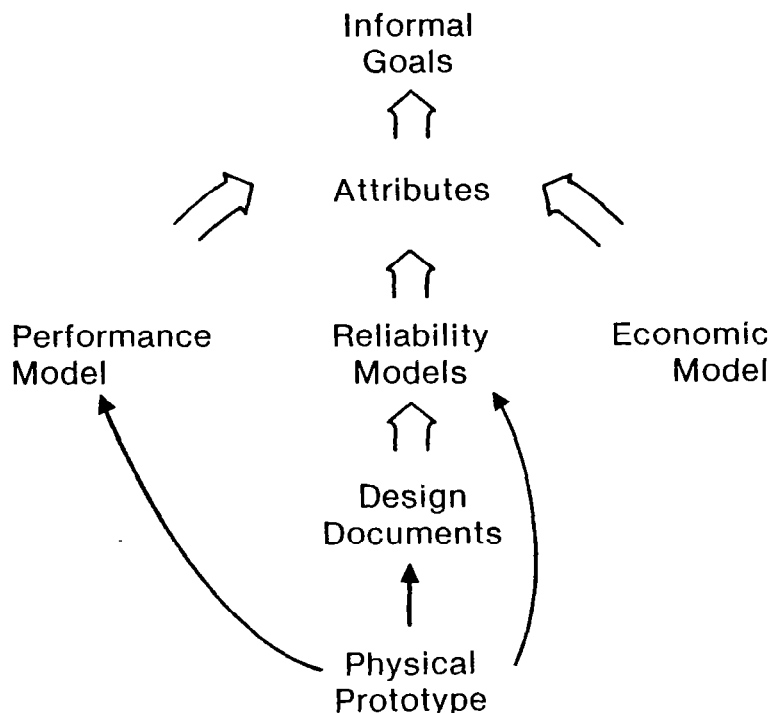 Informal
Goals
Attributes
Performance
Model
Reliability
Models
Economic
Model
Design
Documents
Physical
Prototype